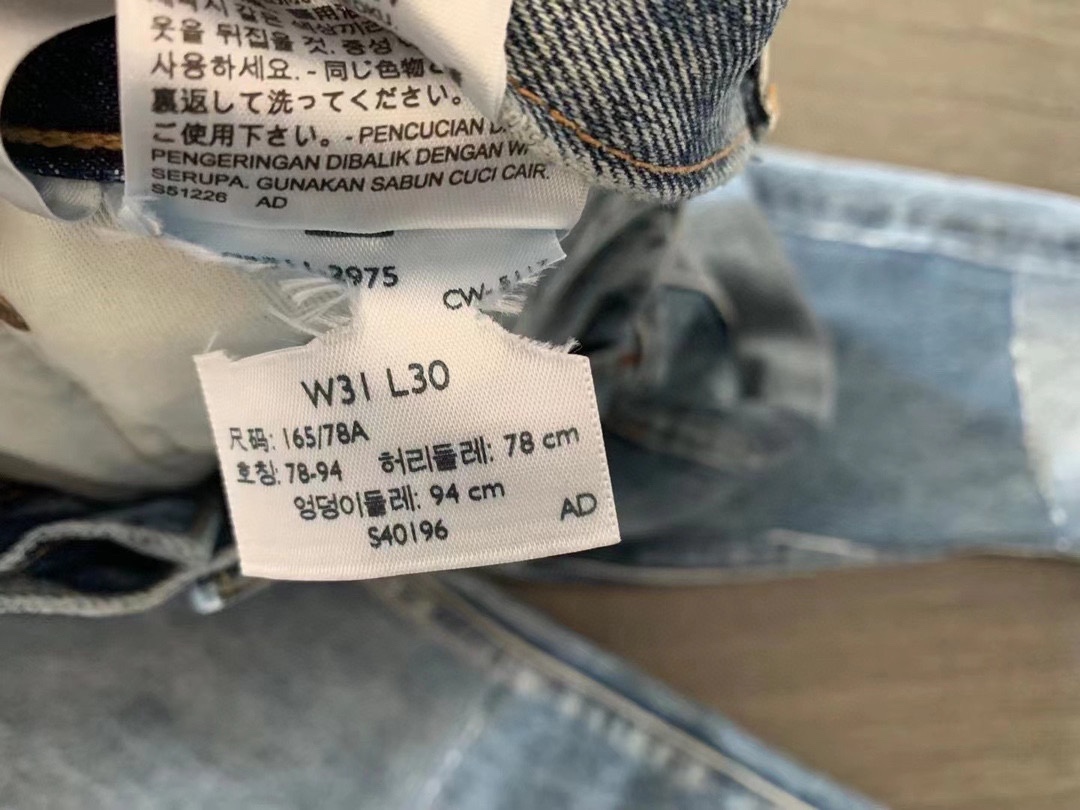 옷을 뒤집을 것. 중성
사용하세요. - 同じ色物と
裏返して洗ってください。
ご使用下さい。 - PENCUCIAN
PENGERINGAN DIBALIK DENGAN
SERUPA. GUNAKAN SABUN CUCI CAIR.
S51226 AD
3975
CW-
W31 L30
尺码: 165/78A
호칭: 78-94 허리둘레: 78 cm
엉덩이둘레: 94 cm
S40196 AD